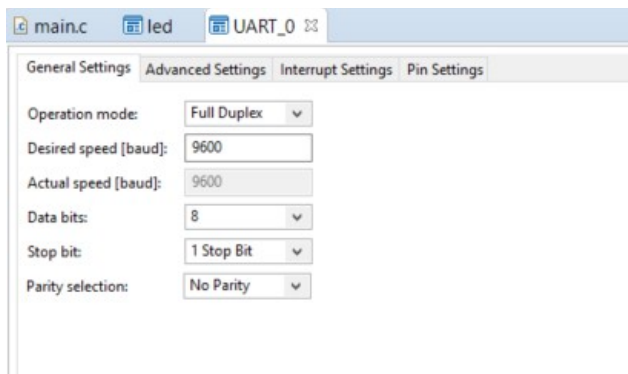 main.c led UART_0
General Settings Advanced Settings Interrupt Settings Pin Settings
Operation mode: Full Duplex
Desired speed [baud]: 9600
Actual speed [baud]: 9600
Data bits: 8
Stop bit: 1 Stop Bit
Parity selection: No Parity